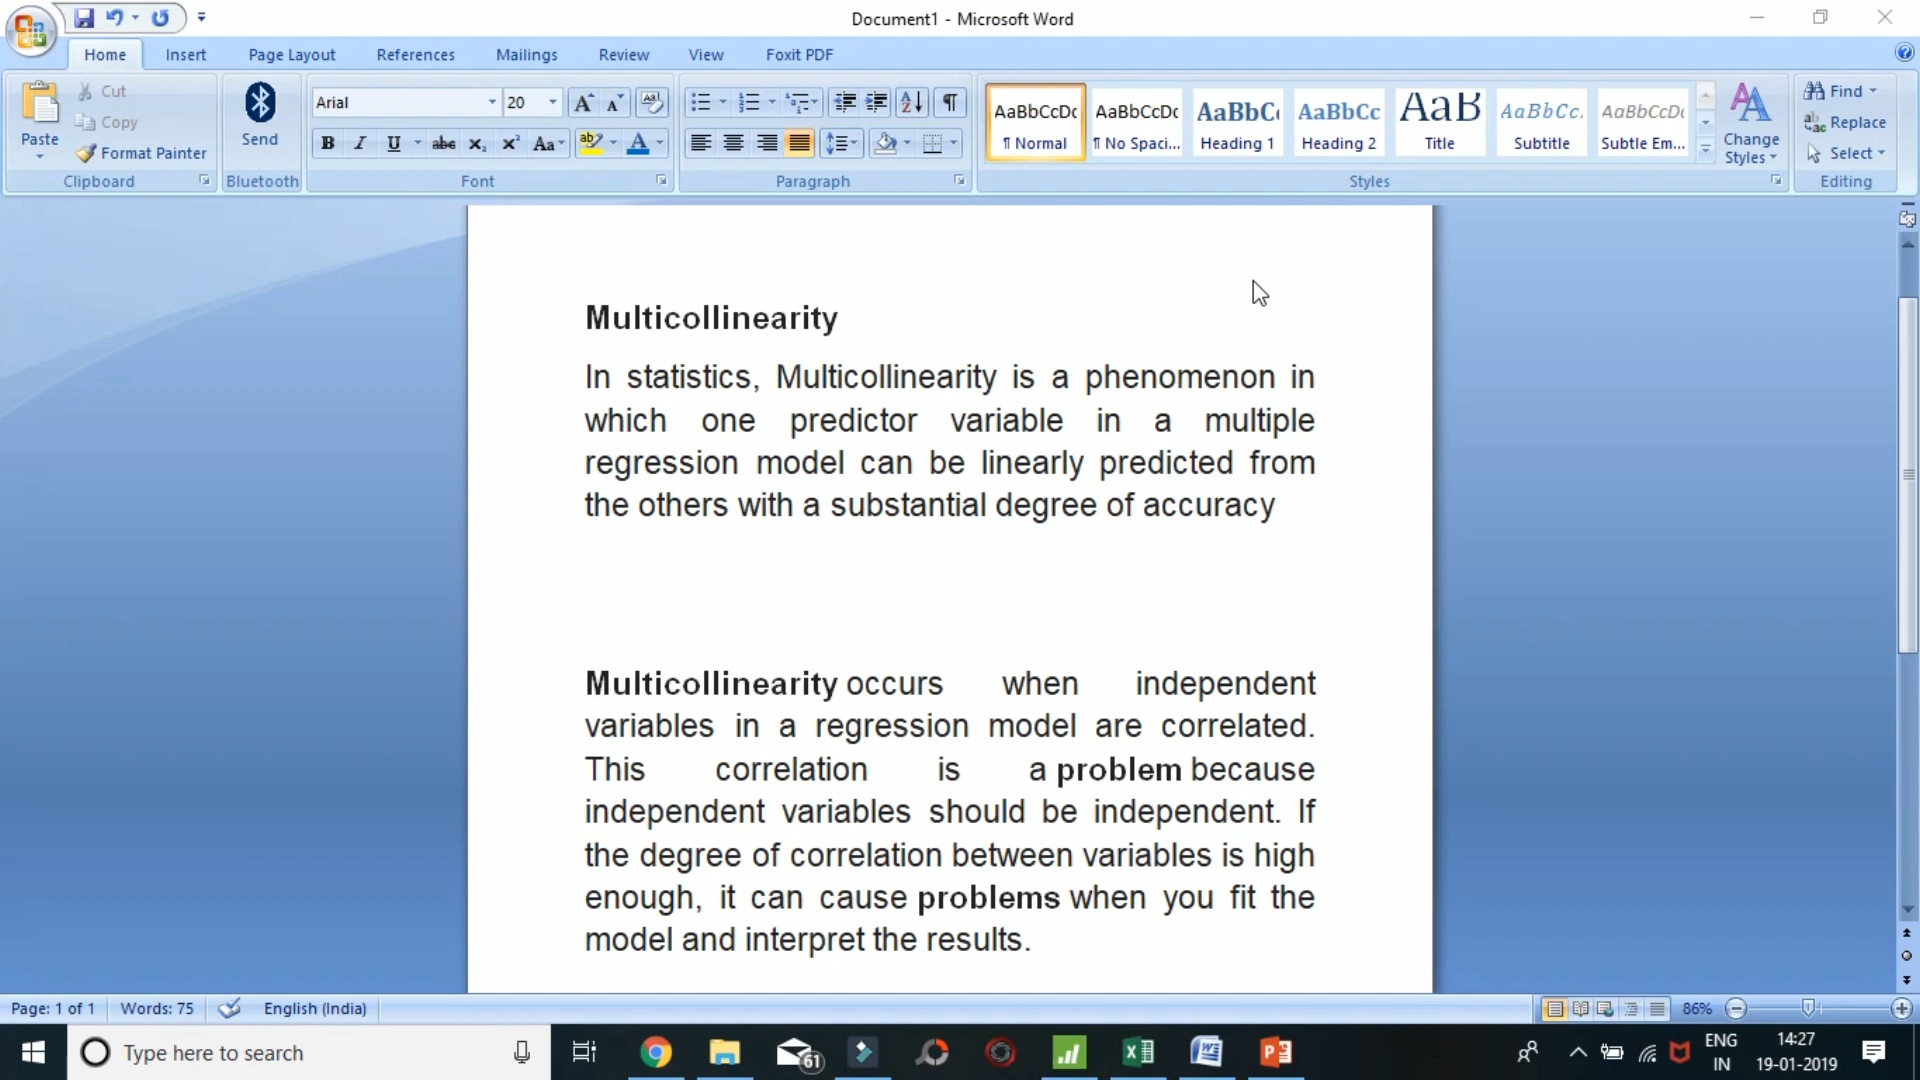 Document1 - Microsoft Word
Home Insert Page Layout References Mailings Review View Foxit PDF
Paste
Cut
Copy
Format Painter
Clipboard
Send
Bluetooth
Arial 20
Font
Paragraph
AaBbCcDc AaBbCcDc AaBbC AaBbCc AaB AaBbCc. AaBbCcDc
¶ Normal ¶ No Spaci... Heading 1 Heading 2 Title Subtitle Subtle Em...
Change
Styles
Styles
Find
Replace
Select
Editing
Multicollinearity
In statistics, Multicollinearity is a phenomenon in
which one predictor variable in a multiple
regression model can be linearly predicted from
the others with a substantial degree of accuracy
Multicollinearity occurs when independent
variables in a regression model are correlated.
This correlation is a problem because
independent variables should be independent. If
the degree of correlation between variables is high
enough, it can cause problems when you fit the
model and interpret the results.
Page: 1 of 1 Words: 75 English (India) 86%
Type here to search
61
ENG
IN
14:27
19-01-2019